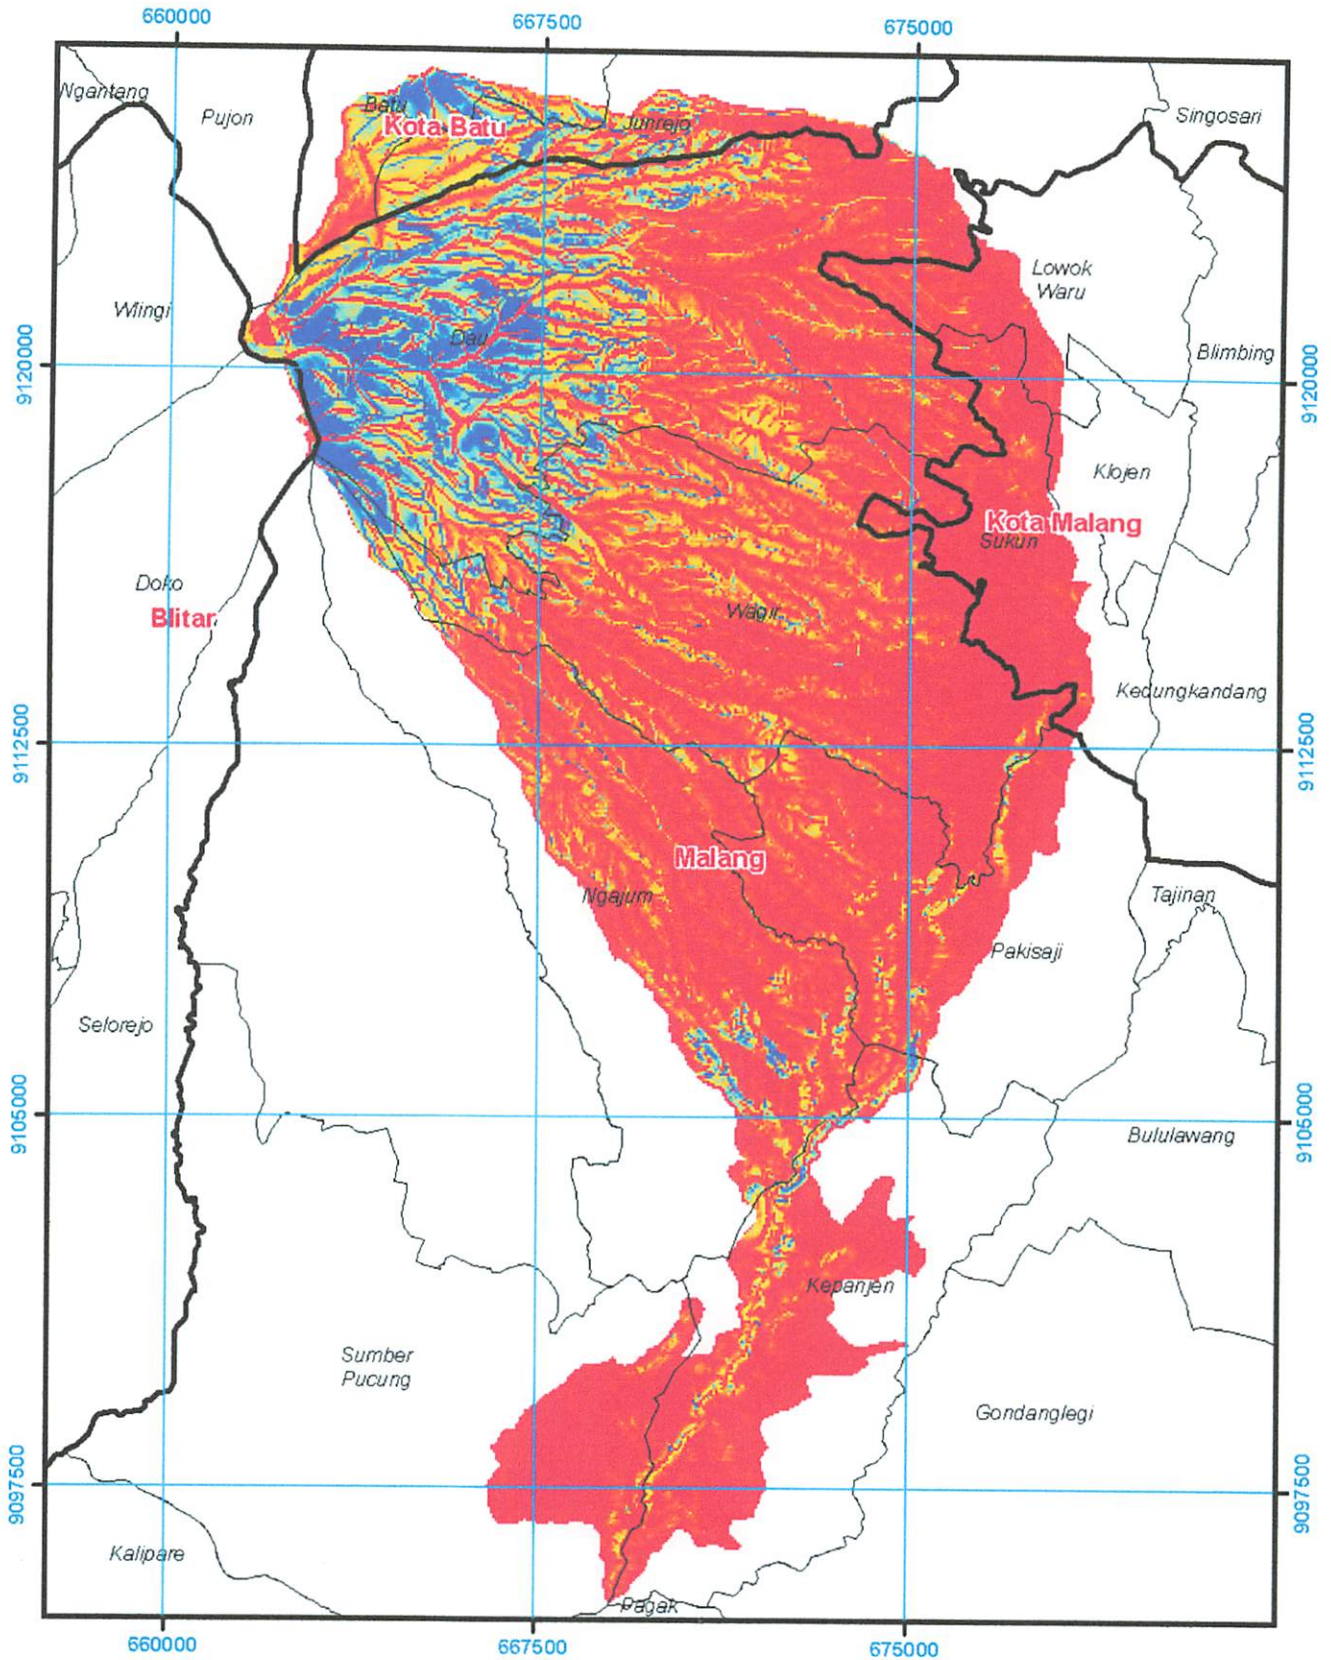 660000
667500
675000
Ngantang
Pujon
Batu
Kota Batu
Junrejo
Singosari
Lowok
Waru
Wlingi
Dau
Blimbing
9120000
9120000
Klojen
Kota Malang
Sukun
Doko
Blitar
Wagir
Kedungkandang
9112500
9112500
Malang
Ngajum
Tajinan
Pakisaji
Selorejo
9105000
9105000
Bululawang
Kepanjen
Sumber
Pucung
Gondanglegi
9097500
9097500
Kalipare
Pagak
660000
667500
675000